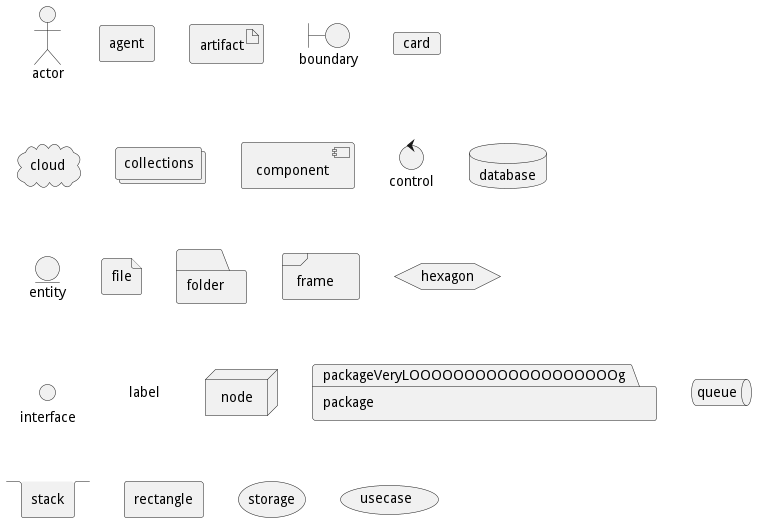 actor
agent
artifact
boundary
card
cloud
collections
component
control
database
entity
file
folder
frame
hexagon
interface
label
node
packageVeryLOOOOOOOOOOOOOOOOOOOg
package
queue
stack
rectangle
storage
usecase